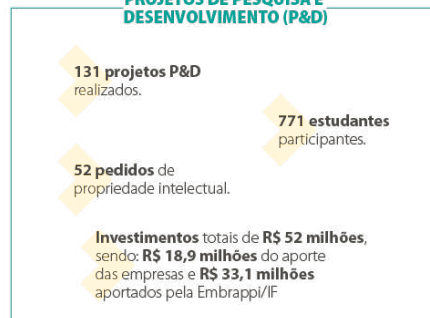 PROJETOS DE PESQUISA E
DESENVOLVIMENTO (P&D)
131 projetos P&D
realizados.
771 estudantes
participantes.
52 pedidos de
propriedade intelectual.
Investimentos totais de R$ 52 milhões,
sendo: R$ 18,9 milhões do aporte
das empresas e R$ 33,1 milhões
aportados pela Embrappi/IF